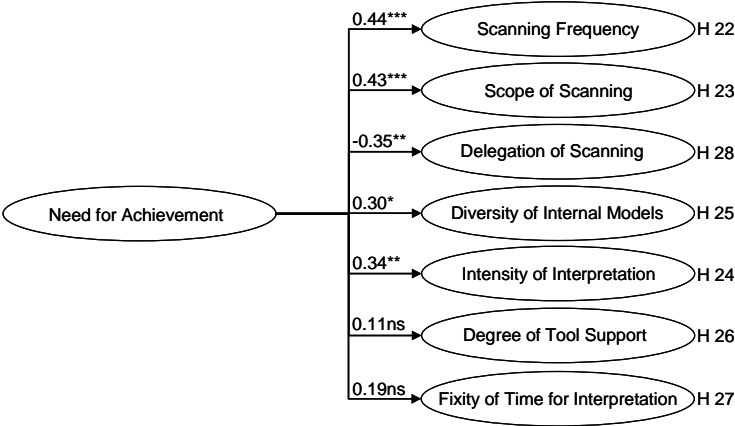 0.44***
Scanning Frequency
H 22
0.43***
Scope of Scanning
H 23
-0.35**
Delegation of Scanning
H 28
Need for Achievement
0.30*
Diversity of Internal Models
H 25
0.34**
Intensity of Interpretation
H 24
0.11ns
Degree of Tool Support
H 26
0.19ns
Fixity of Time for Interpretation
H 27